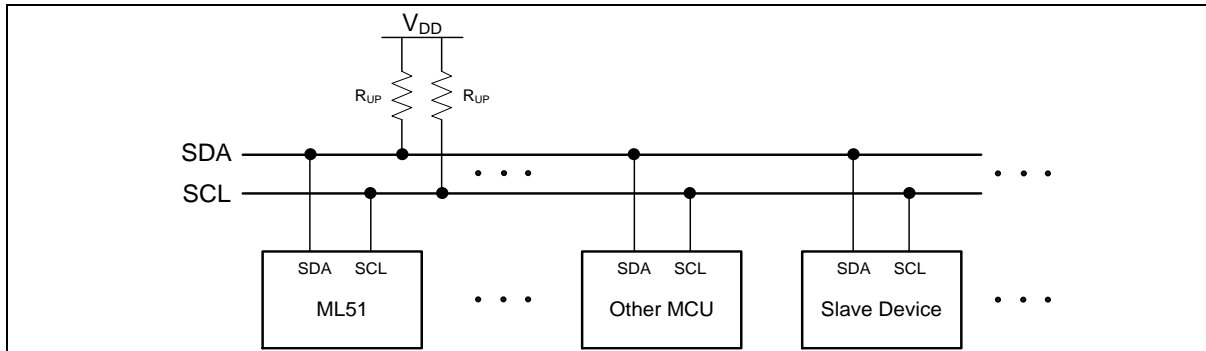 VDD
RUP RUP
SDA
SCL
SDA SCL SDA SCL SDA SCL
ML51 Other MCU Slave Device